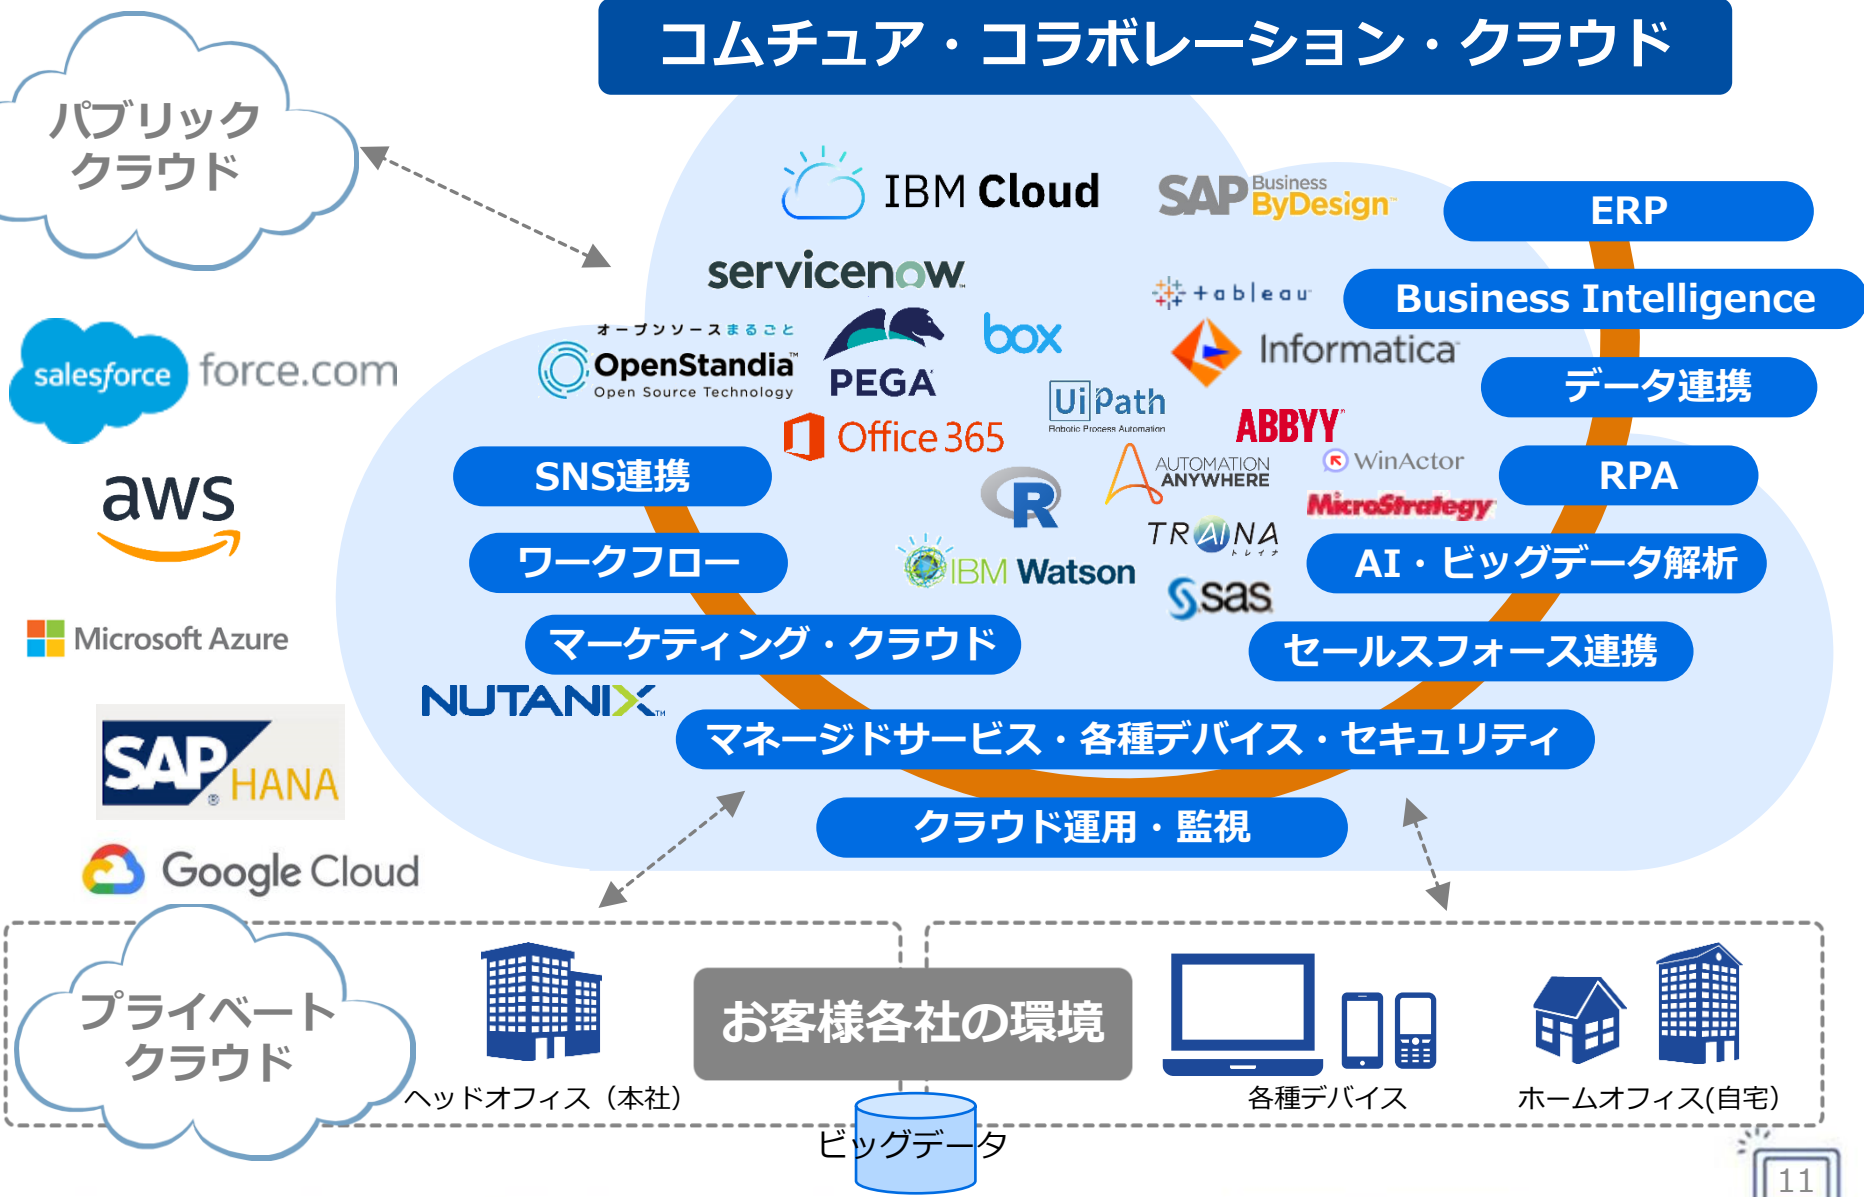 コムチュア・コラボレーション・クラウド
パブリック
クラウド
IBM Cloud
SAP Business ByDesign
ERP
servicenow
tableau
Business Intelligence
オープンソースまるごと
OpenStandia
Open Source Technology
PEGA
box
Informatica
salesforce
force.com
データ連携
UiPath
Robotic Process Automation
ABBYY
Office 365
SNS連携
AUTOMATION
ANYWHERE
WinActor
RPA
aws
R
MicroStrategy
TRAINA
トレイナ
ワークフロー
IBM Watson
AI・ビッグデータ解析
sas
Microsoft Azure
マーケティング・クラウド
セールスフォース連携
NUTANIX™
SAP® HANA
マネージドサービス・各種デバイス・セキュリティ
クラウド運用・監視
Google Cloud
プライベート
クラウド
お客様各社の環境
ヘッドオフィス（本社）
各種デバイス
ホームオフィス(自宅）
ビッグデータ
11